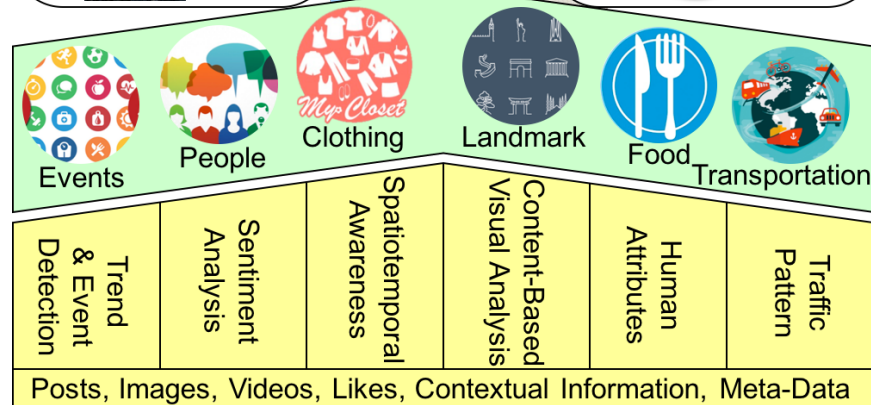 My Closet
Events
People
Clothing
Landmark
Food
Transportation
Trend
& Event
Detection
Sentiment
Analysis
Spatiotemporal
Awareness
Content-Based
Visual Analysis
Human
Attributes
Traffic
Pattern
Posts, Images, Videos, Likes, Contextual Information, Meta-Data